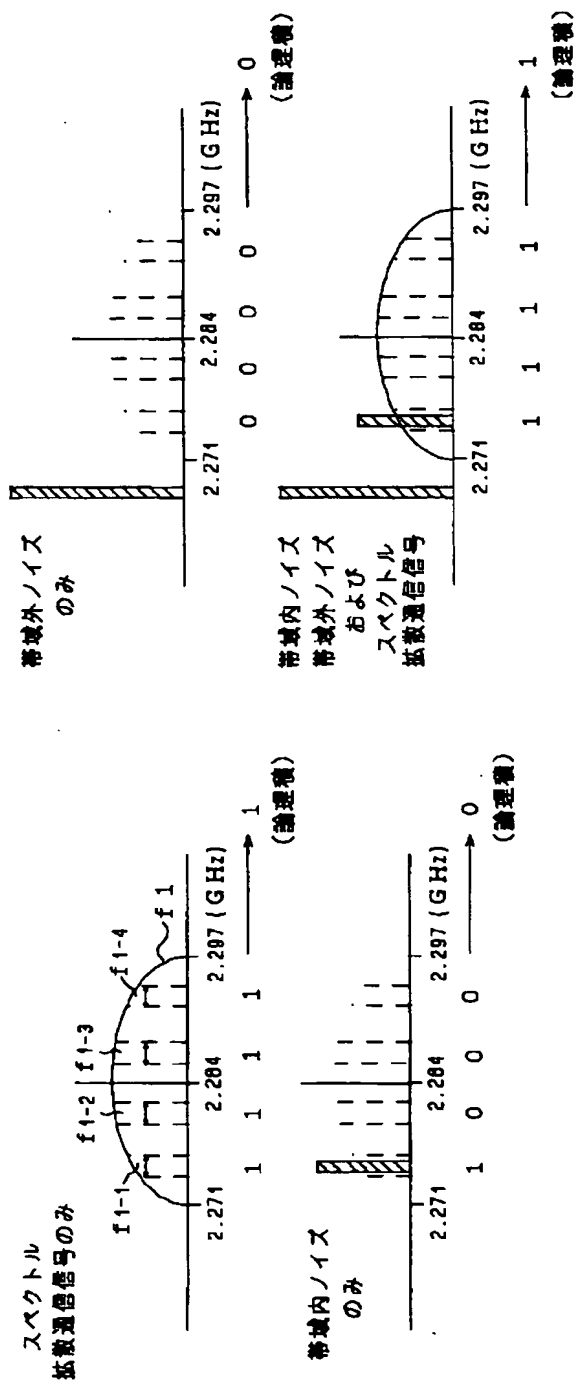 スペクトル
拡散通信信号のみ
f1-1
f1-2
f1-3
f1-4
f1
2.271
2.284
2.297 (GHz)
1 1 1 1 1
(論理積)
帯域内ノイズ
のみ
2.271
2.284
2.297 (GHz)
1 0 0 0 0
(論理積)
帯域外ノイズ
のみ
2.271
2.284
2.297 (GHz)
0 0 0 0 0
(論理積)
帯域内ノイズ
帯域外ノイズ
および
スペクトル
拡散通信信号
2.271
2.284
2.297 (GHz)
1 1 1 1 1
(論理積)